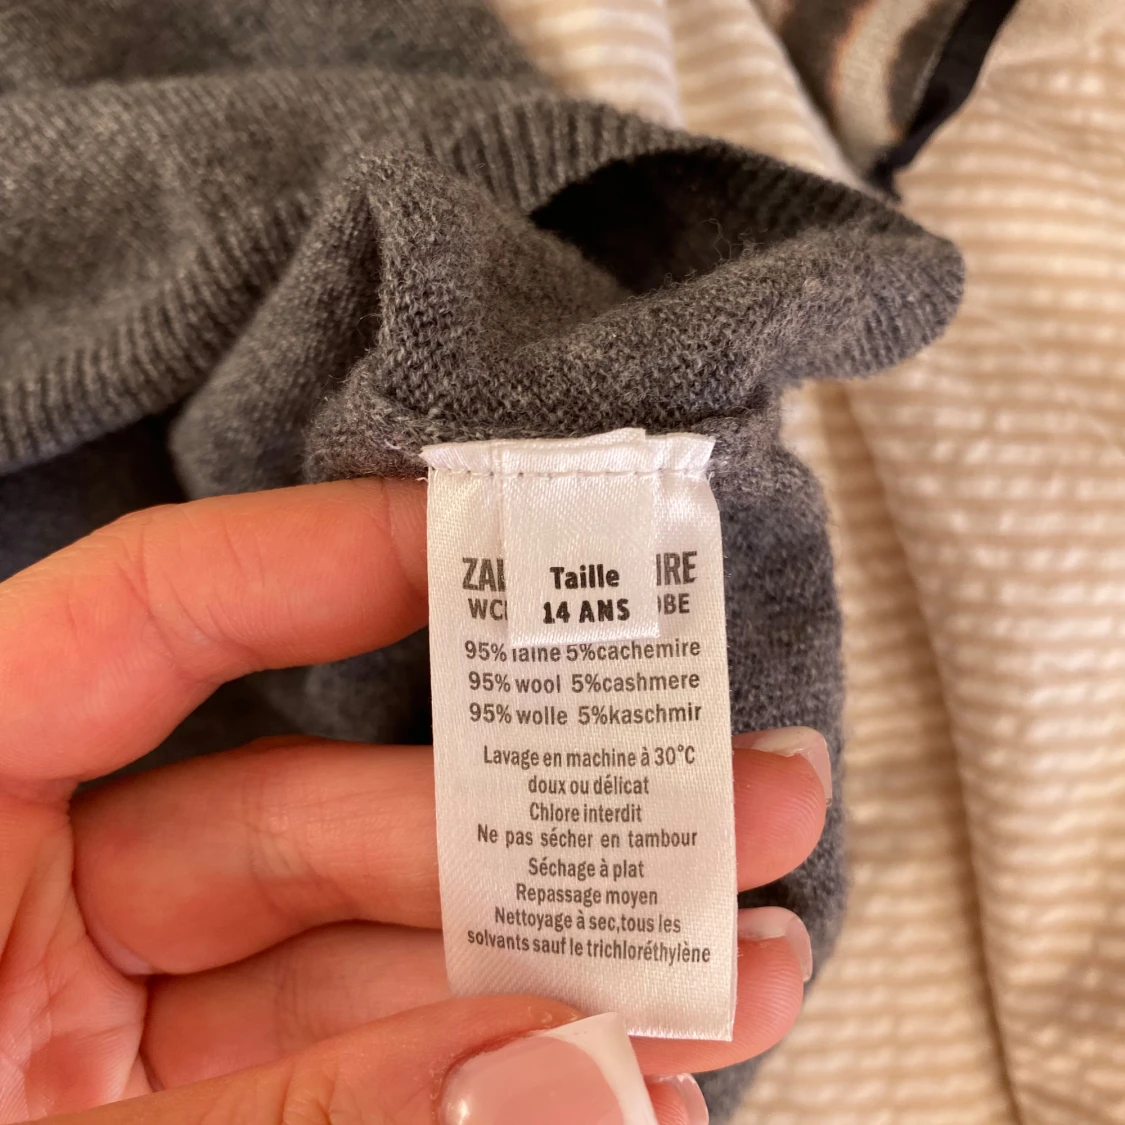 Taille
14 ANS
95% laine 5%cachemire
95% wool 5%cashmere
95% wolle 5%kaschmir
Lavage en machine à 30°C
doux ou délicat
Chlore interdit
Ne pas sécher en tambour
Séchage à plat
Repassage moyen
Nettoyage à sec,tous les
solvants sauf le trichloréthylène